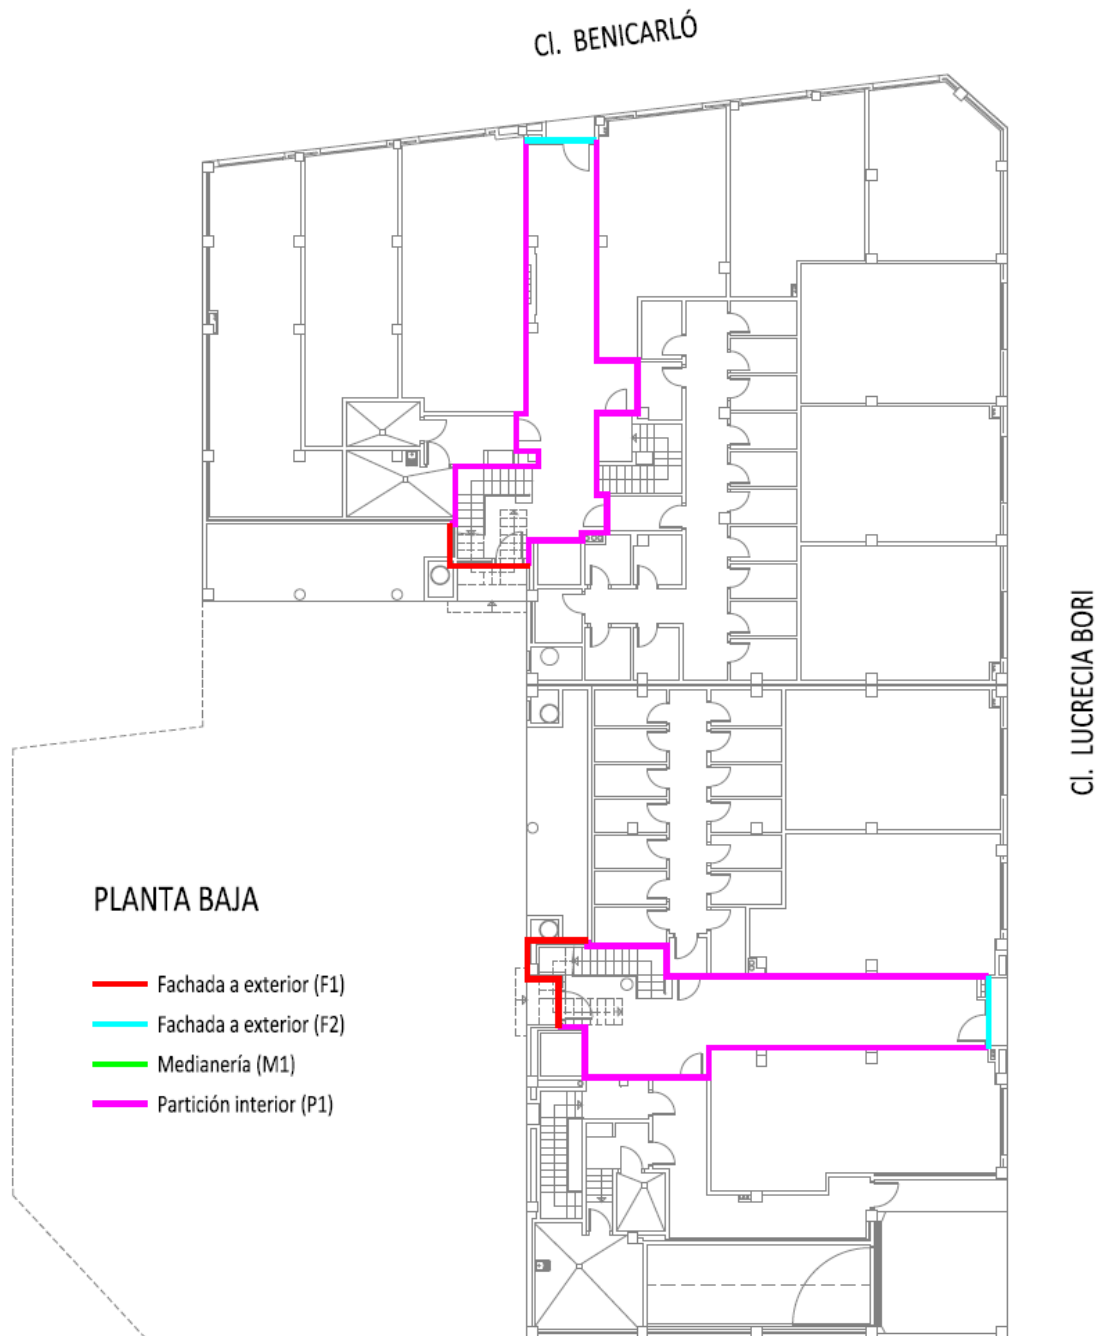 Cl. BENICARLÓ
Cl. LUCRECIA BORI
PLANTA BAJA
Fachada a exterior (F1)
Fachada a exterior (F2)
Medianería (M1)
Partición interior (P1)